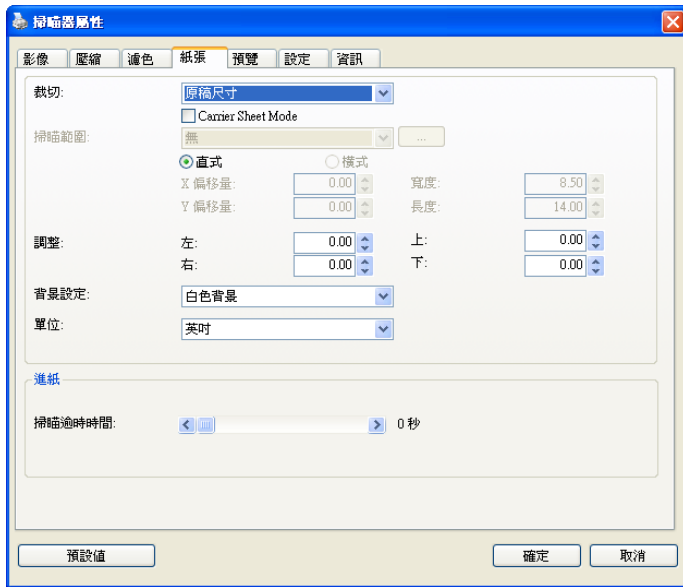 掃瞄器屬性
影像 壓縮 濾色 紙張 預覽 設定 資訊
裁切: 原稿尺寸
Carrier Sheet Mode
掃瞄範圍: 無 ...
直式 橫式
X 偏移量: 0.00 寬度: 8.50
Y 偏移量: 0.00 長度: 14.00
調整: 左: 0.00 上: 0.00
右: 0.00 下: 0.00
背景設定: 白色背景
單位: 英吋
進紙
掃瞄逾時時間: 0 秒
預設值 確定 取消